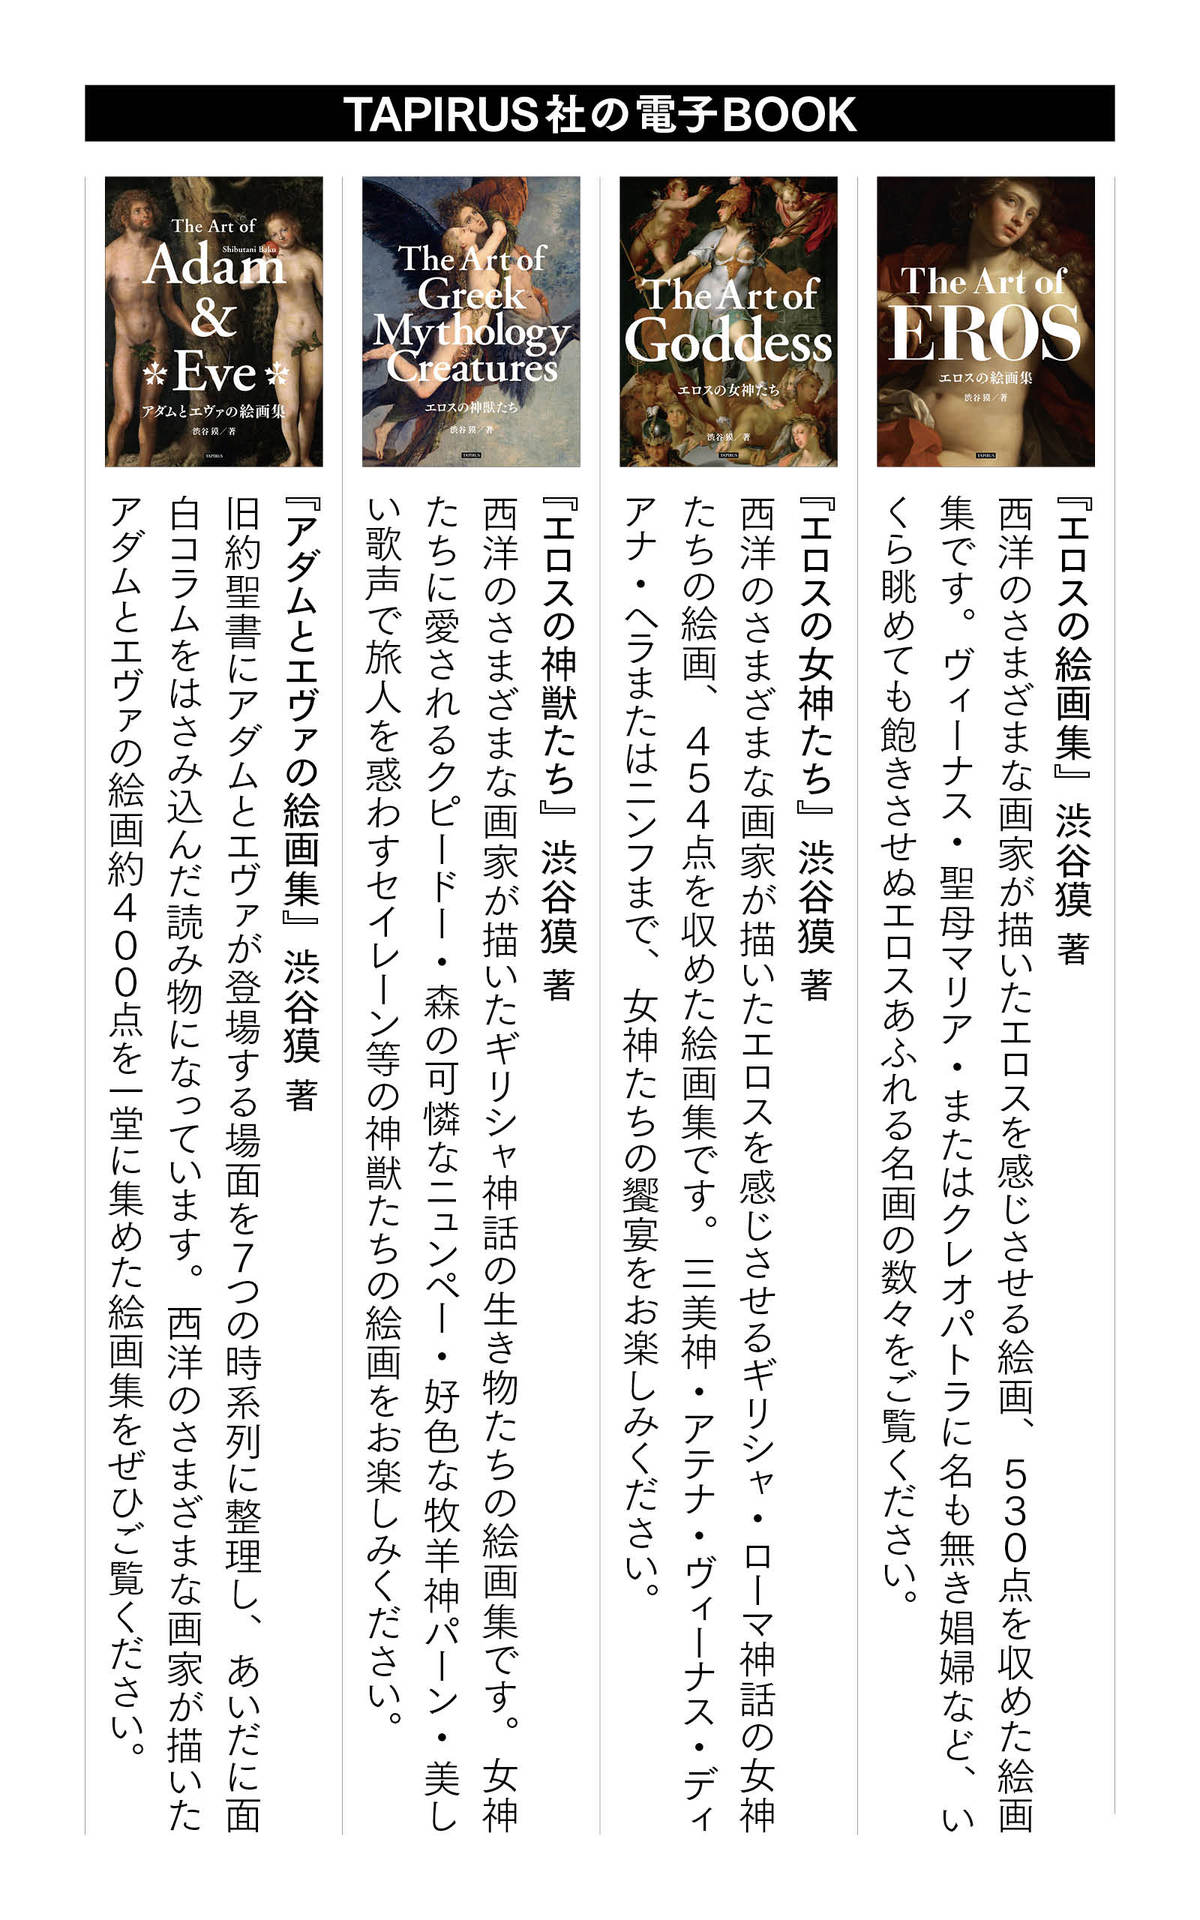 TAPIRUS社の電子BOOK
The Art of
EROS
エロスの絵画集
渋谷 獏／著
TAPIRUS
『エロスの絵画集』 渋谷獏 著
西洋のさまざまな画家が描いたエロスを感じさせる絵画、530点を収めた絵画
集です。ヴィーナス・聖母マリア・またはクレオパトラに名も無き娼婦など、い
くら眺めても飽きさせぬエロスあふれる名画の数々をご覧ください。
The Art of
Goddess
エロスの女神たち
渋谷 獏／著
TAPIRUS
『エロスの女神たち』 渋谷獏 著
西洋のさまざまな画家が描いたエロスを感じさせるギリシャ・ローマ神話の女神
たちの絵画、454点を収めた絵画集です。三美神・アテナ・ヴィーナス・ディ
アナ・ヘラまたはニンフまで、女神たちの饗宴をお楽しみください。
The Art of
Greek
Mythology
Creatures
エロスの神獣たち
渋谷 獏／著
TAPIRUS
『エロスの神獣たち』 渋谷獏 著
西洋のさまざまな画家が描いたギリシャ神話の生き物たちの絵画集です。女神
たちに愛されるクピードー・森の可憐なニュンペー・好色な牧羊神パーン・美し
い歌声で旅人を惑わすセイレーン等の神獣たちの絵画をお楽しみください。
The Art of
Shibutani Baku
Adam
&
Eve
アダムとエヴァの絵画集
渋谷 獏／著
TAPIRUS
『アダムとエヴァの絵画集』 渋谷獏 著
旧約聖書にアダムとエヴァが登場する場面を7つの時系列に整理し、あいだに面
白コラムをはさみ込んだ読み物になっています。西洋のさまざまな画家が描いた
アダムとエヴァの絵画約400点を一堂に集めた絵画集をぜひご覧ください。